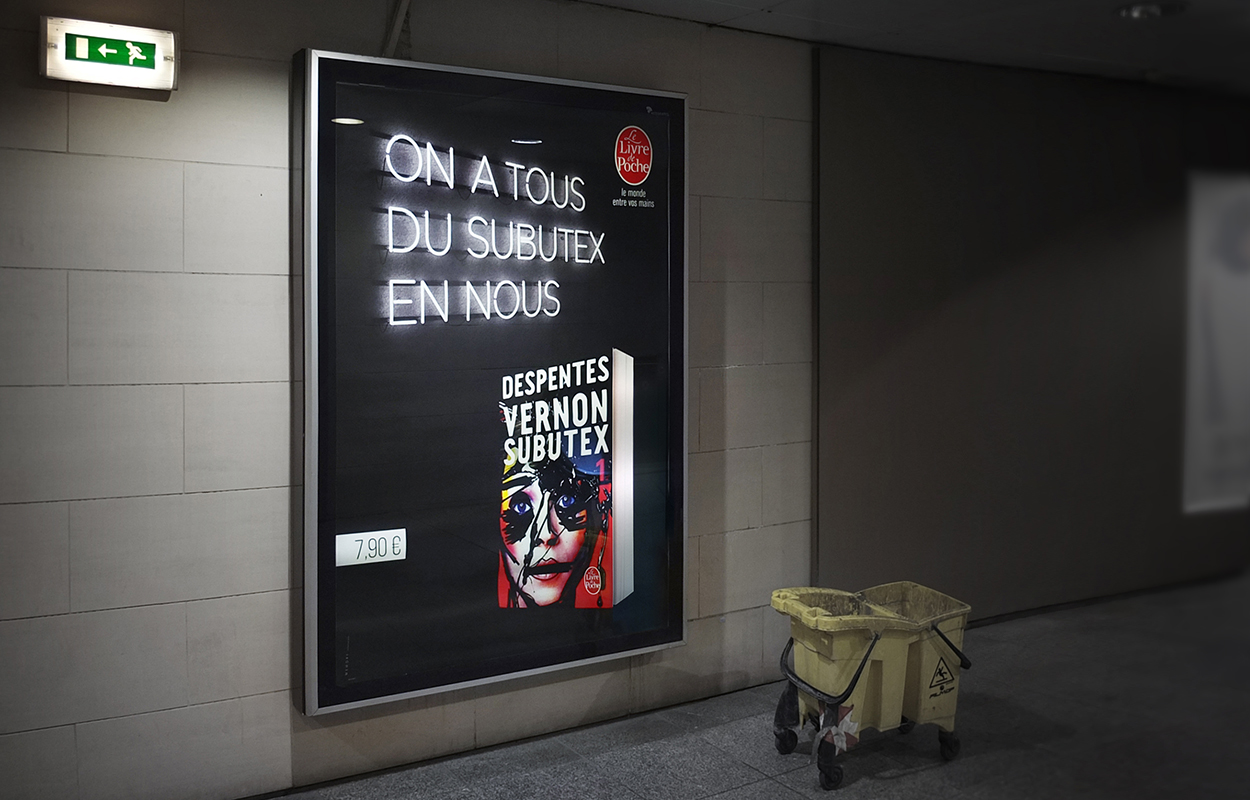 ON A TOUS
DU SUBUTEX
EN NOUS
Le
Livre
de
Poche
le monde
entre vos mains
DESPENTES
VERNON
SUBUTEX
1
Le
Livre
de
Poche
7,90 €